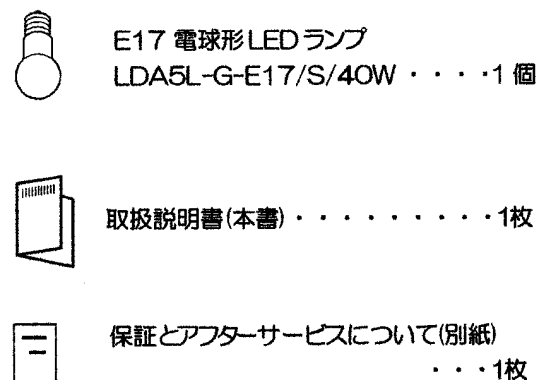 E17 電球形LEDランプ
LDA5L-G-E17/S/40W ・・・・1 個
取扱説明書(本書)・・・・・・・・・1枚
保証とアフターサービスについて(別紙)
・・・1枚